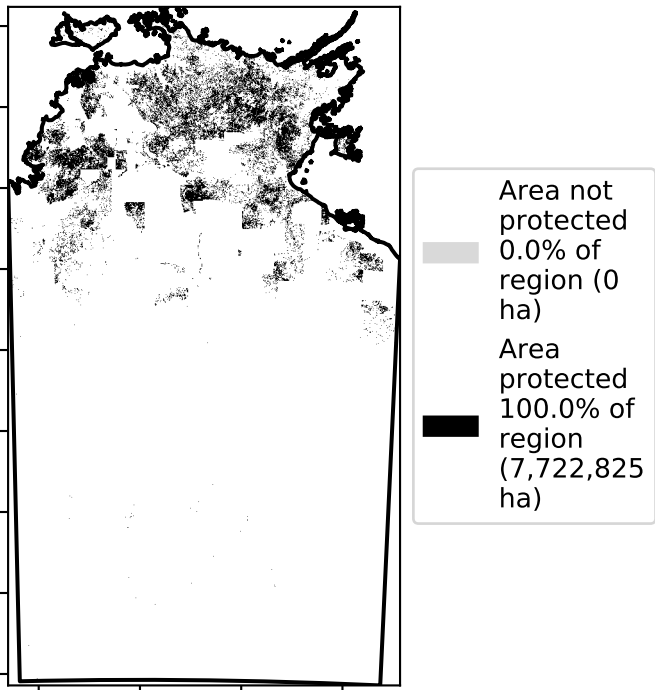 Area not
protected
0.0% of
region (0
ha)
Area
protected
100.0% of
region
(7,722,825
ha)